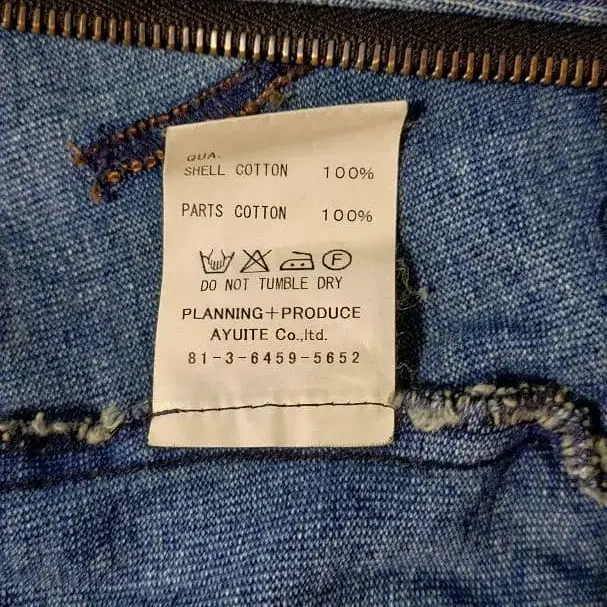 QUA.
SHELL COTTON 100%
PARTS COTTON 100%
F
DO NOT TUMBLE DRY
PLANNING+PRODUCE
AYUITE Co.,ltd.
81-3-6459-5652